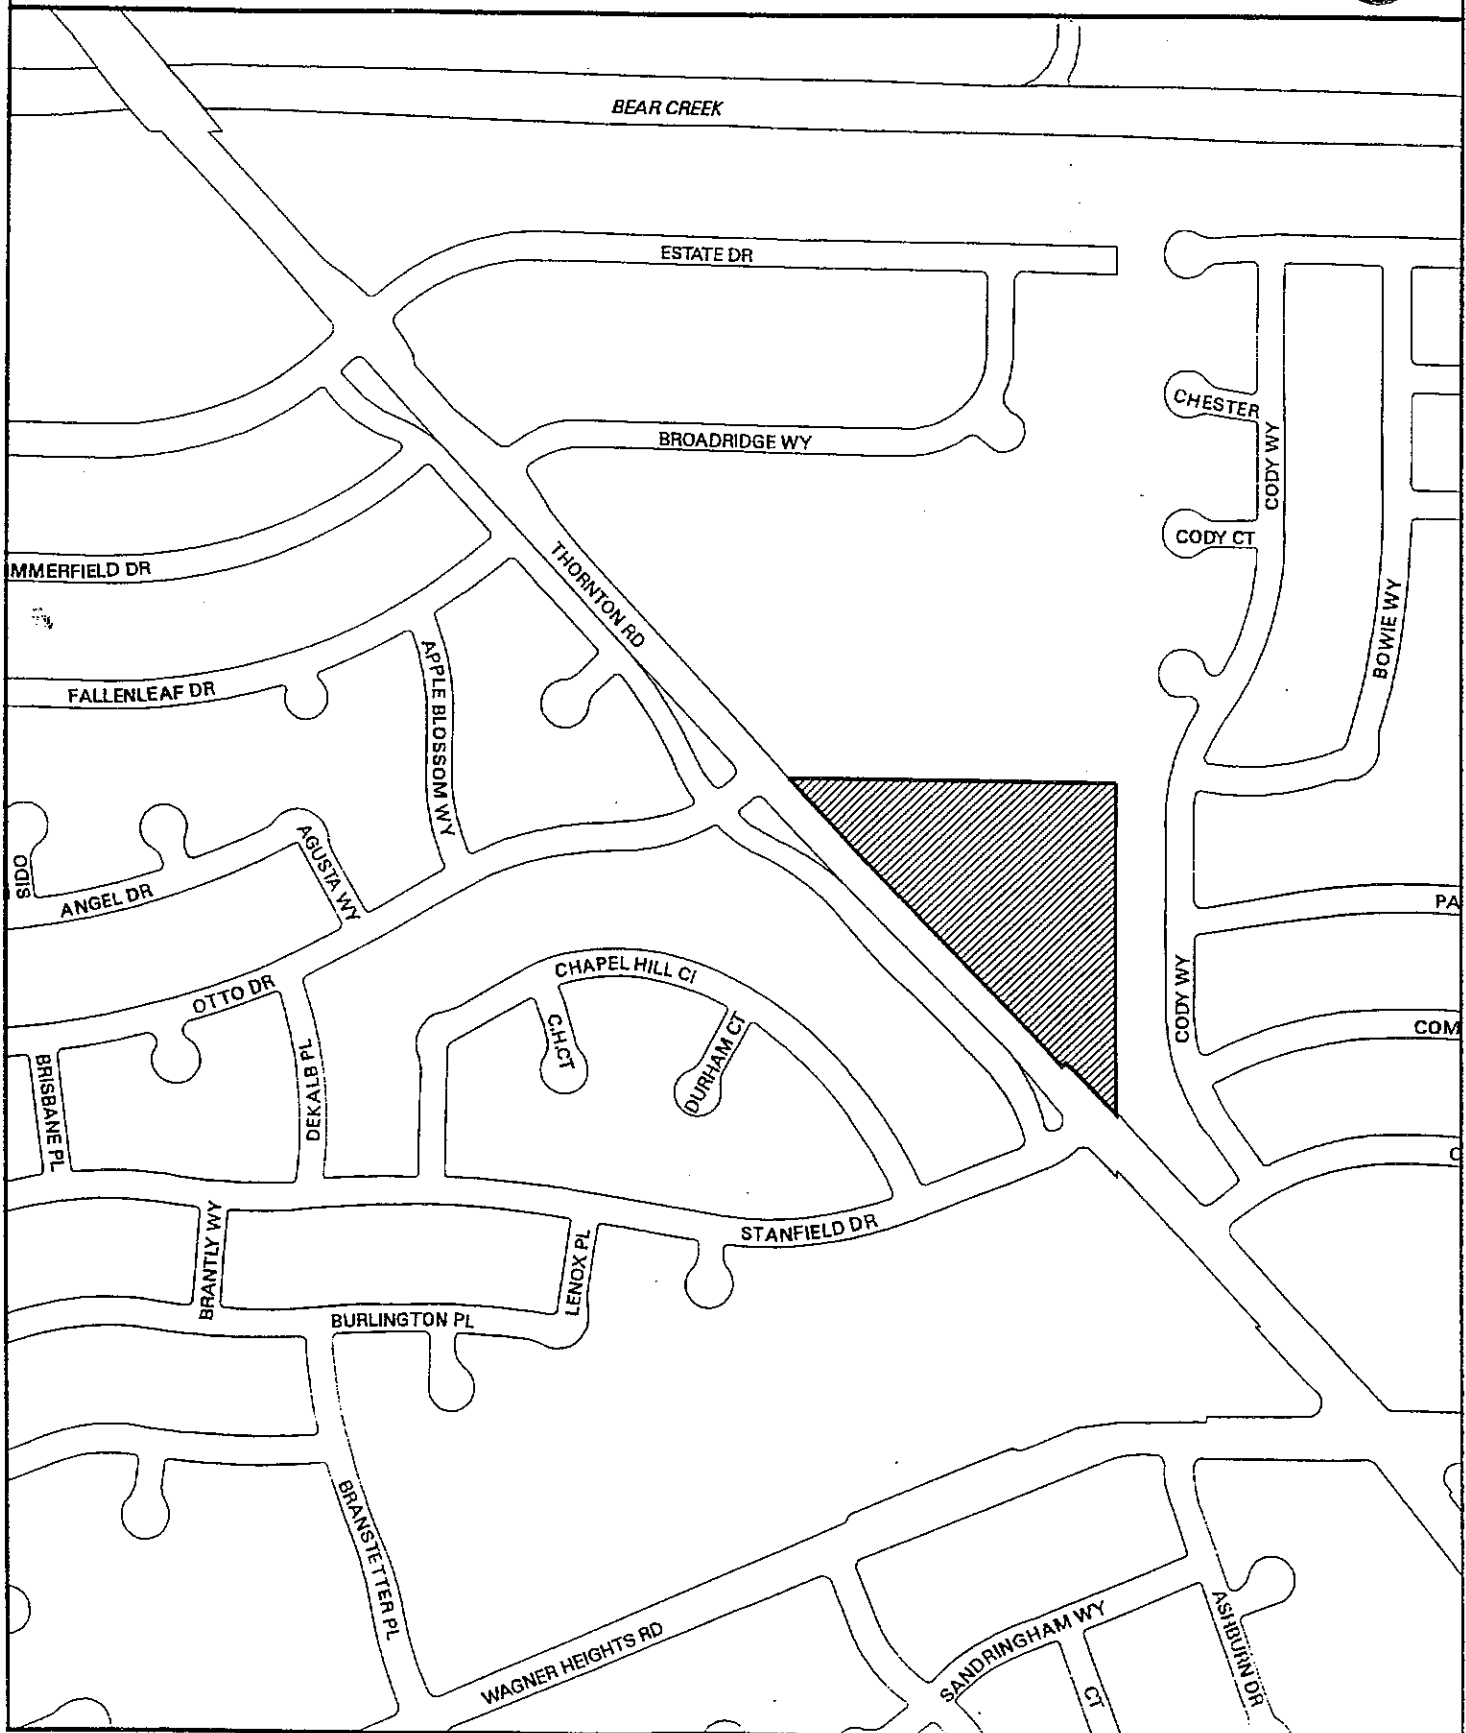 BEAR CREEK
ESTATE DR
CHESTER
BROADRIDGE WY
CODY WY
CODY CT
THORNTON RD
MMERFIELD DR
BOWIE WY
APPLE BLOSSOM WY
FALLENLEAF DR
AGUSTA WY
SIDO
ANGEL DR
PA
CHAPEL HILL CI
CODY WY
OTTO DR
C.H.CT
DURHAM CT
COM
BRISBANE PL
DEKALB PL
C
BRANTLY WY
STANFIELD DR
LENOX PL
BURLINGTON PL
BRANSTETTER PL
WAGNER HEIGHTS RD
SANDRINGHAM WY
ASHBURN DR
CT